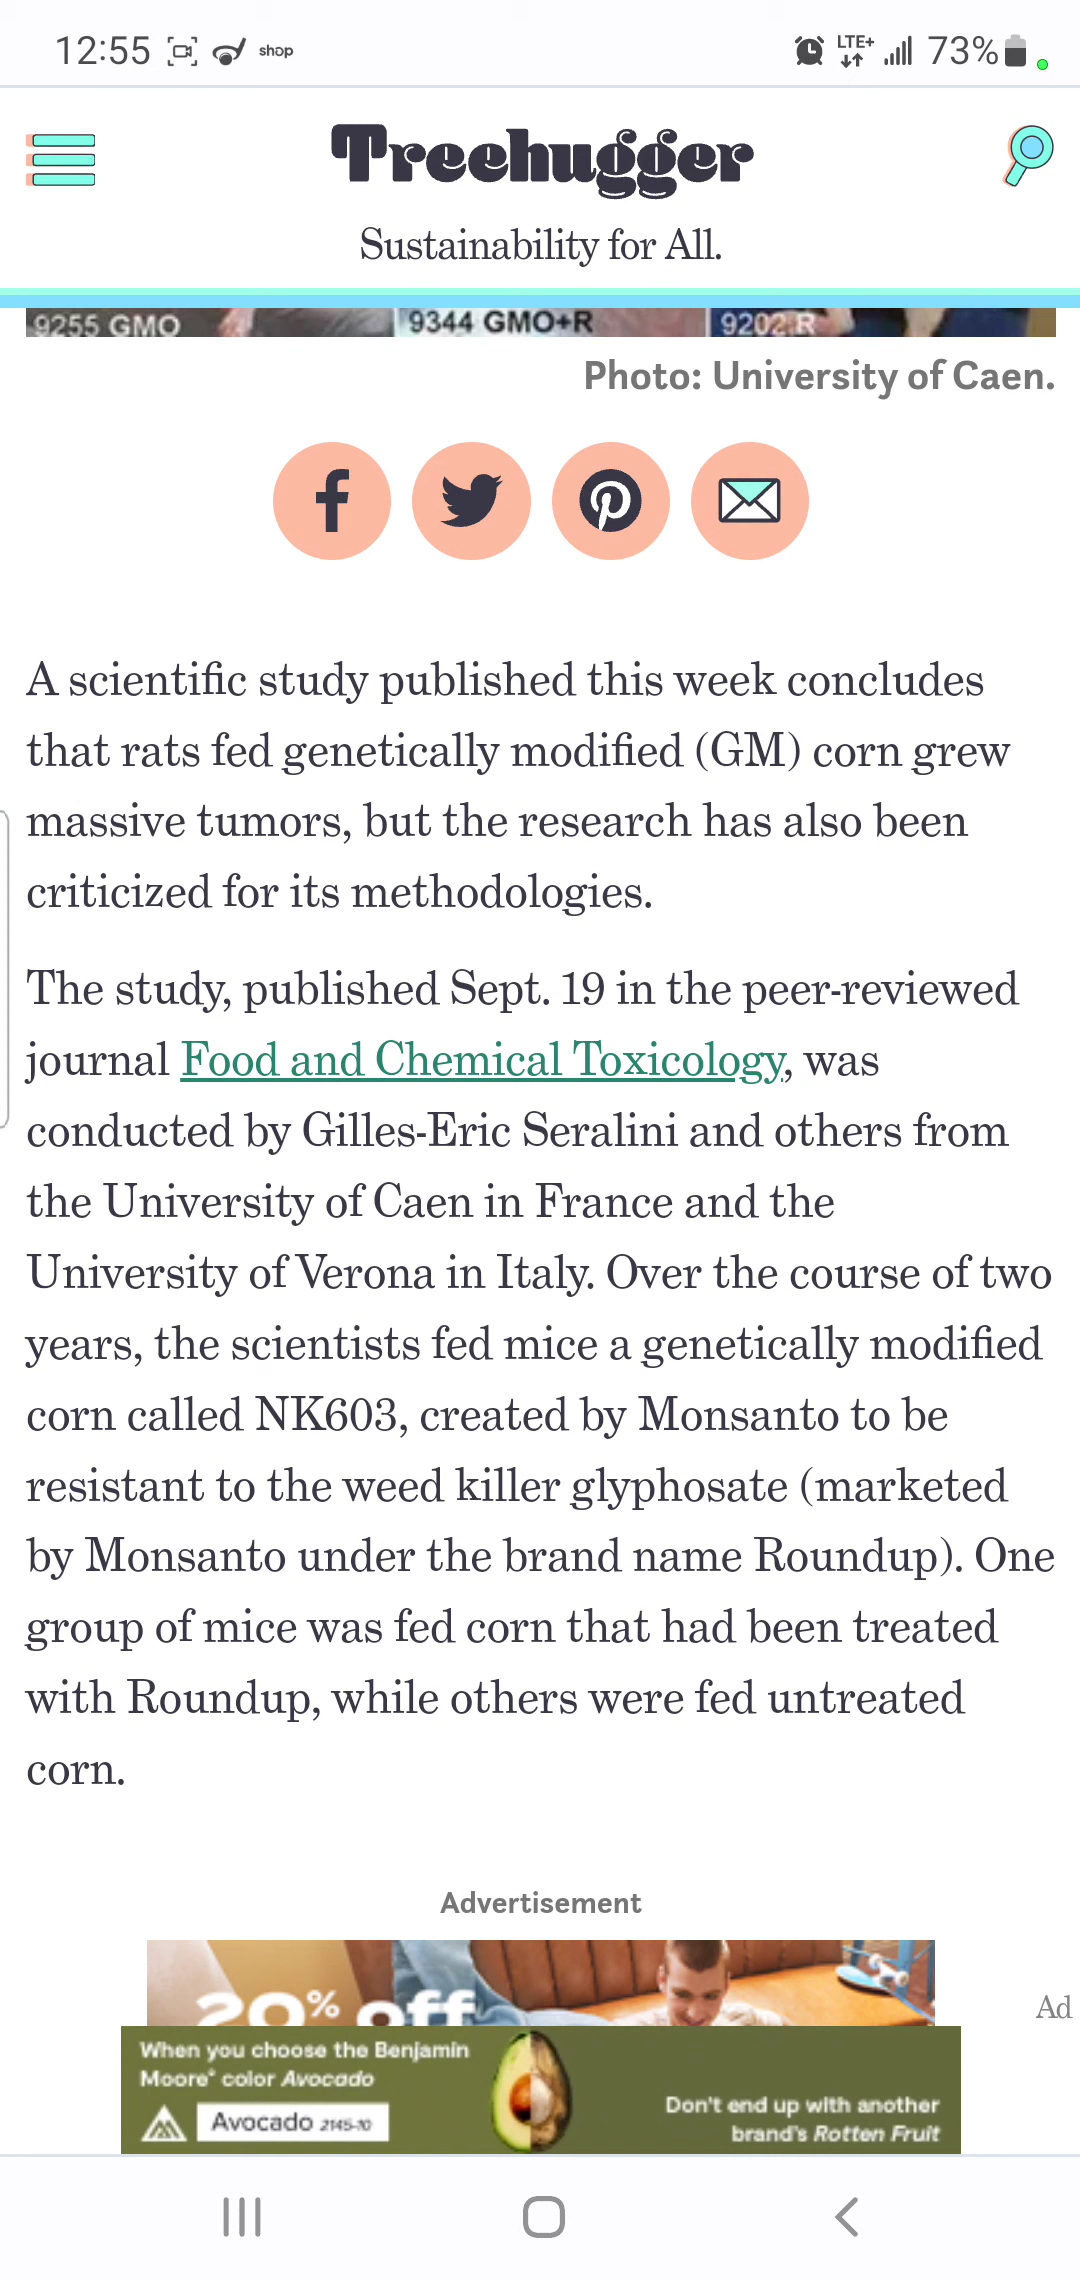 12:55 shop LTE+ 73%
Treehugger
Sustainability for All.
9255 GMO 9344 GMO+R 9202 R
Photo: University of Caen.
A scientific study published this week concludes
that rats fed genetically modified (GM) corn grew
massive tumors, but the research has also been
criticized for its methodologies.
The study, published Sept. 19 in the peer-reviewed
journal Food and Chemical Toxicology, was
conducted by Gilles-Eric Seralini and others from
the University of Caen in France and the
University of Verona in Italy. Over the course of two
years, the scientists fed mice a genetically modified
corn called NK603, created by Monsanto to be
resistant to the weed killer glyphosate (marketed
by Monsanto under the brand name Roundup). One
group of mice was fed corn that had been treated
with Roundup, while others were fed untreated
corn.
Advertisement
20% off
Ad
When you choose the Benjamin
Moore® color Avocado
Avocado 2145-10
Don't end up with another
brand's Rotten Fruit